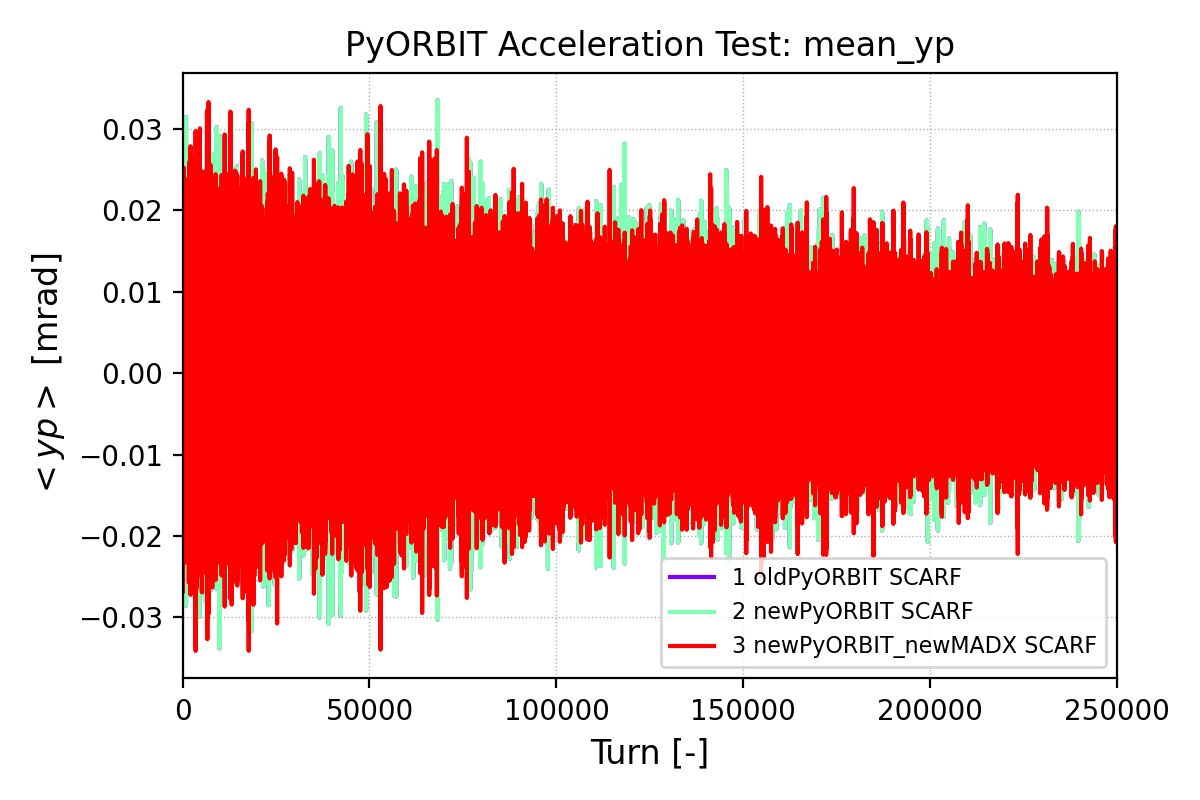 PyORBIT Acceleration Test: mean_yp
<yp> [mrad]
0.03
0.02
0.01
0.00
−0.01
−0.02
−0.03
1 oldPyORBIT SCARF
2 newPyORBIT SCARF
3 newPyORBIT_newMADX SCARF
0 50000 100000 150000 200000 250000
Turn [-]